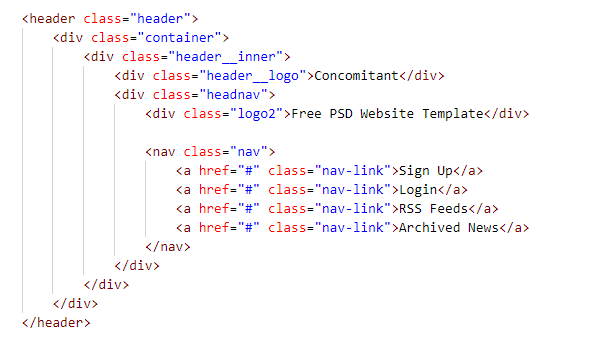 <header class="header">
    <div class="container">
        <div class="header__inner">
            <div class="header__logo">Concomitant</div>
            <div class="headnav">
                <div class="logo2">Free PSD Website Template</div>

                <nav class="nav">
                    <a href="#" class="nav-link">Sign Up</a>
                    <a href="#" class="nav-link">Login</a>
                    <a href="#" class="nav-link">RSS Feeds</a>
                    <a href="#" class="nav-link">Archived News</a>
                </nav>
            </div>
        </div>
    </div>
</header>